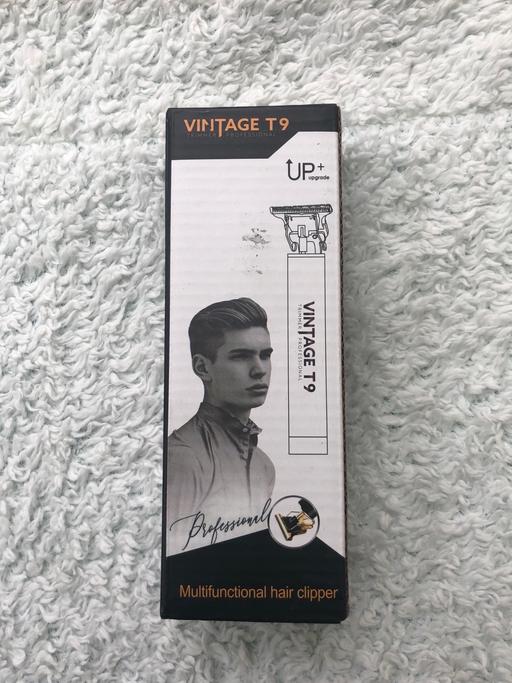 VINTAGE T9
TRIMMER PROFESSIONAL
UP+
upgrade
VINTAGE T9
TRIMMER PROFESSIONAL
Professional
Multifunctional hair clipper